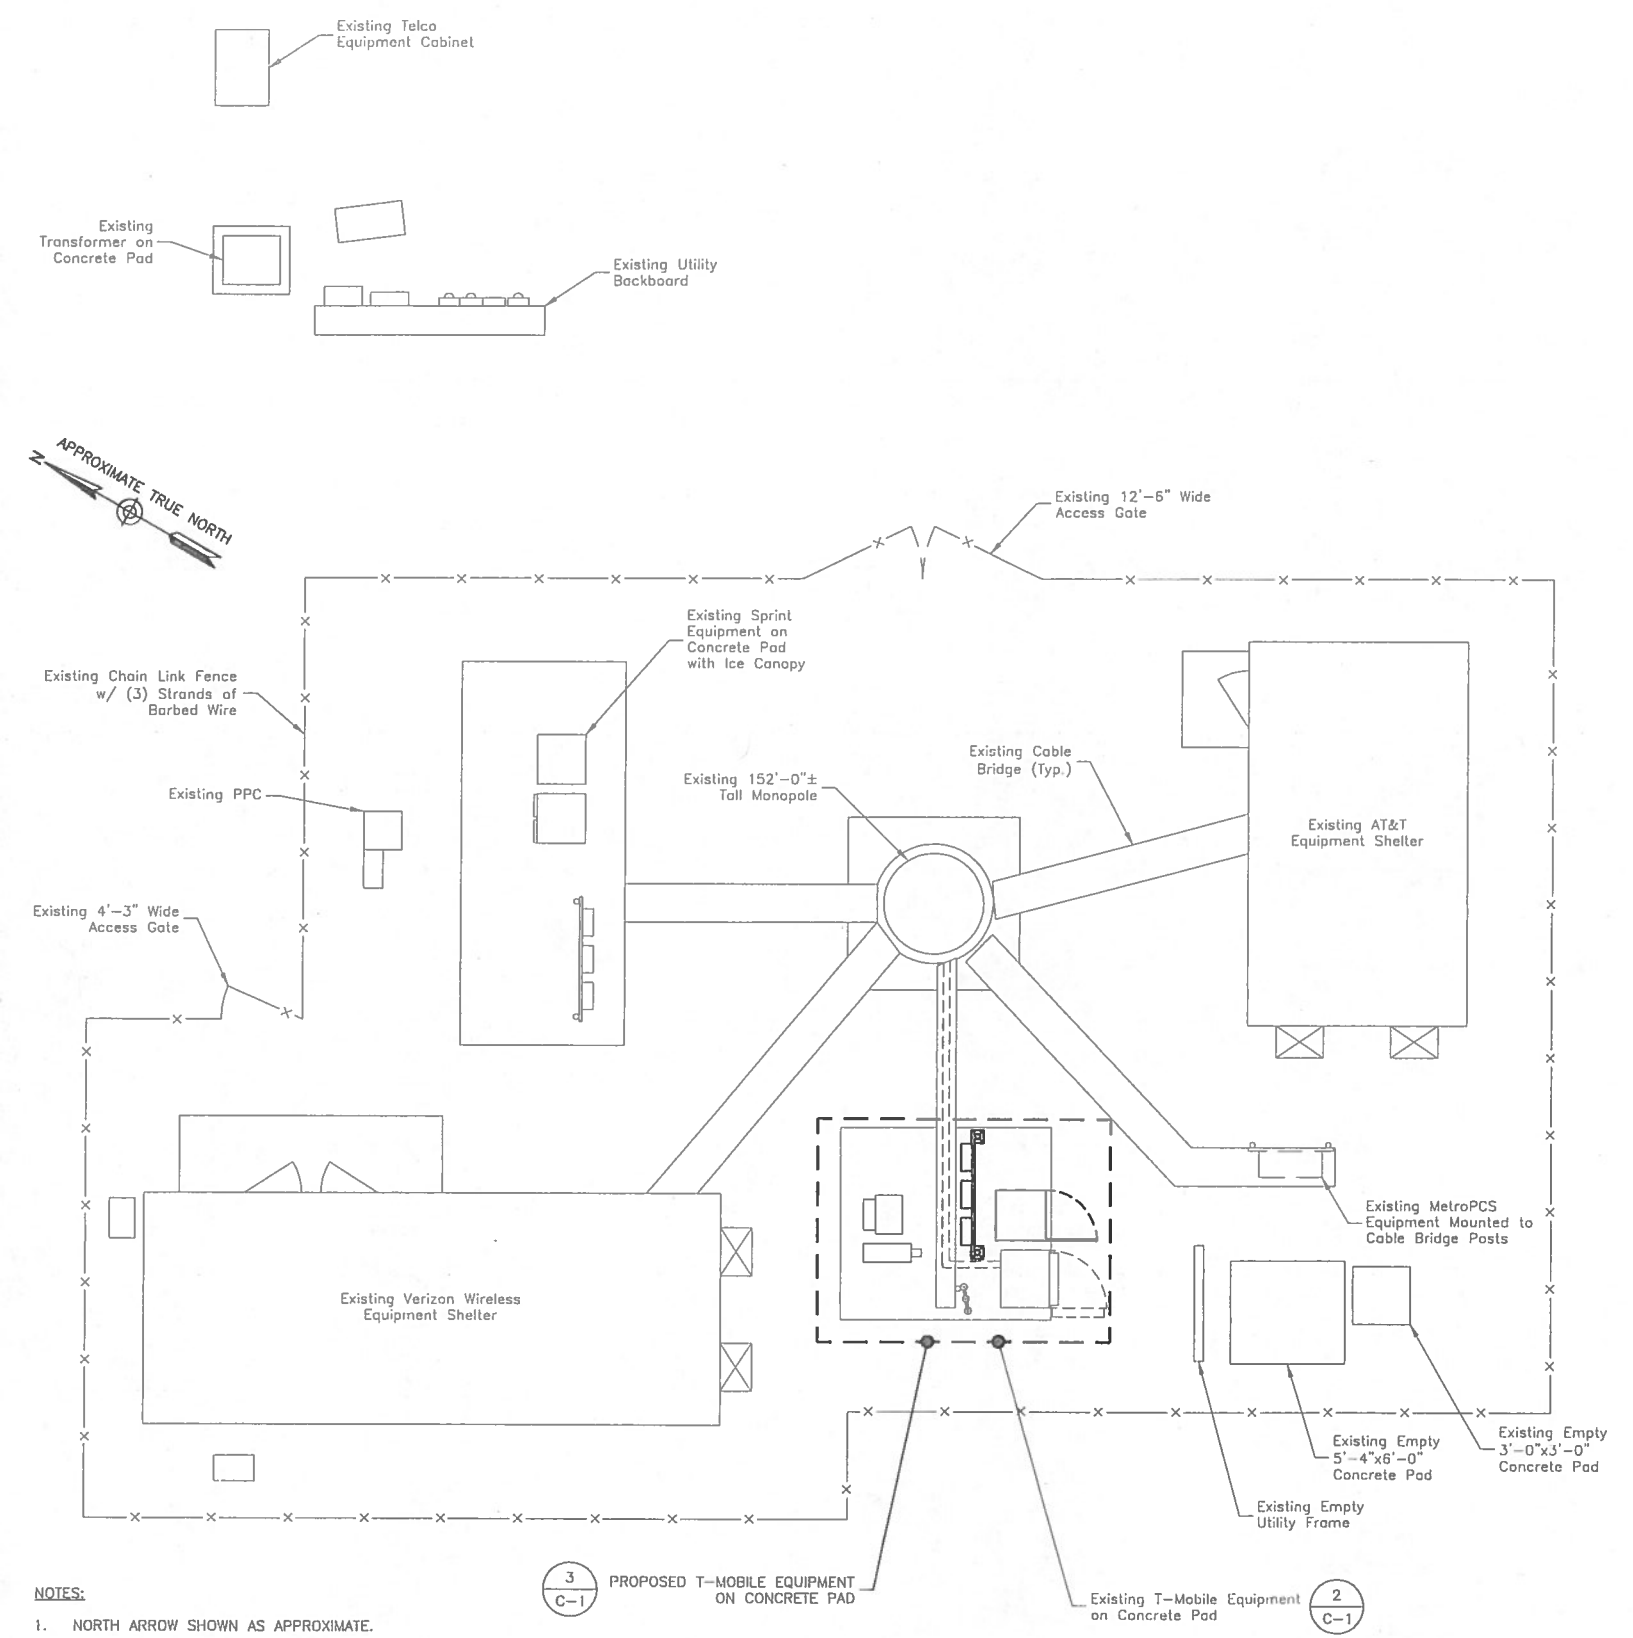 Existing Telco
Equipment Cabinet
Existing
Transformer on
Concrete Pad
Existing Utility
Backboard
N
APPROXIMATE TRUE NORTH
Existing 12'-6" Wide
Access Gate
Existing Sprint
Equipment on
Concrete Pad
with Ice Canopy
Existing Chain Link Fence
w/ (3) Strands of
Barbed Wire
Existing PPC
Existing 152'-0"±
Tall Monopole
Existing Cable
Bridge (Typ.)
Existing AT&T
Equipment Shelter
Existing 4'-3" Wide
Access Gate
Existing MetroPCS
Equipment Mounted to
Cable Bridge Posts
Existing Verizon Wireless
Equipment Shelter
Existing Empty
5'-4"x6'-0"
Concrete Pad
Existing Empty
3'-0"x3'-0"
Concrete Pad
Existing Empty
Utility Frame
3
C-1
PROPOSED T-MOBILE EQUIPMENT
ON CONCRETE PAD
Existing T-Mobile Equipment
on Concrete Pad
2
C-1
NOTES:
1. NORTH ARROW SHOWN AS APPROXIMATE.